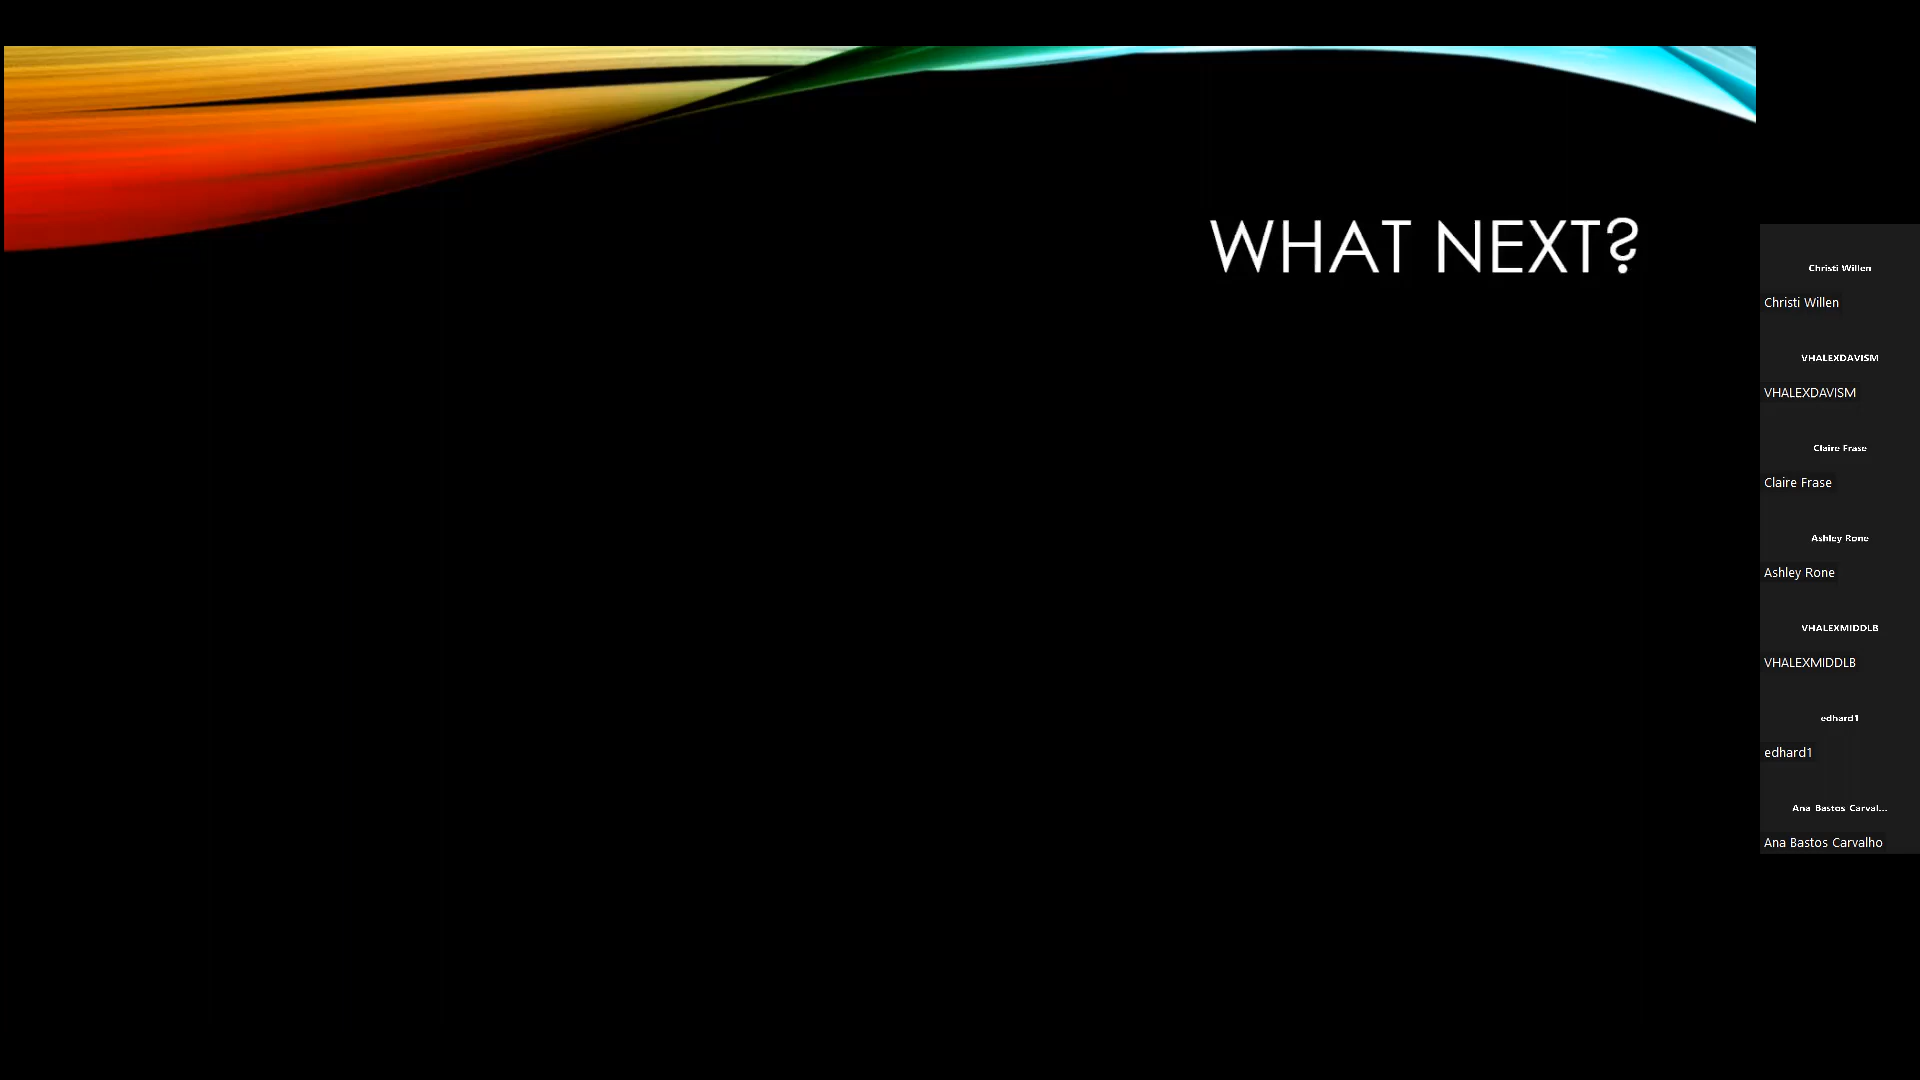 WHAT NEXT?
Christi Willen
Christi Willen
VHALEXDAVISM
VHALEXDAVISM
Claire Frase
Claire Frase
Ashley Rone
Ashley Rone
VHALEXMIDDLB
VHALEXMIDDLB
edhard1
edhard1
Ana Bastos Carval...
Ana Bastos Carvalho